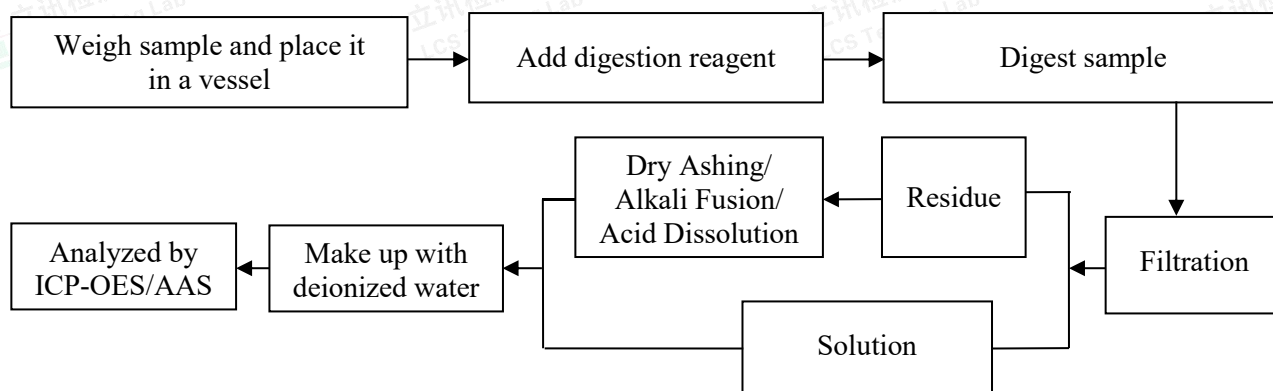 Weigh sample and place it
in a vessel
Add digestion reagent
Digest sample
Dry Ashing/
Alkali Fusion/
Acid Dissolution
Residue
Filtration
Analyzed by
ICP-OES/AAS
Make up with
deionized water
Solution